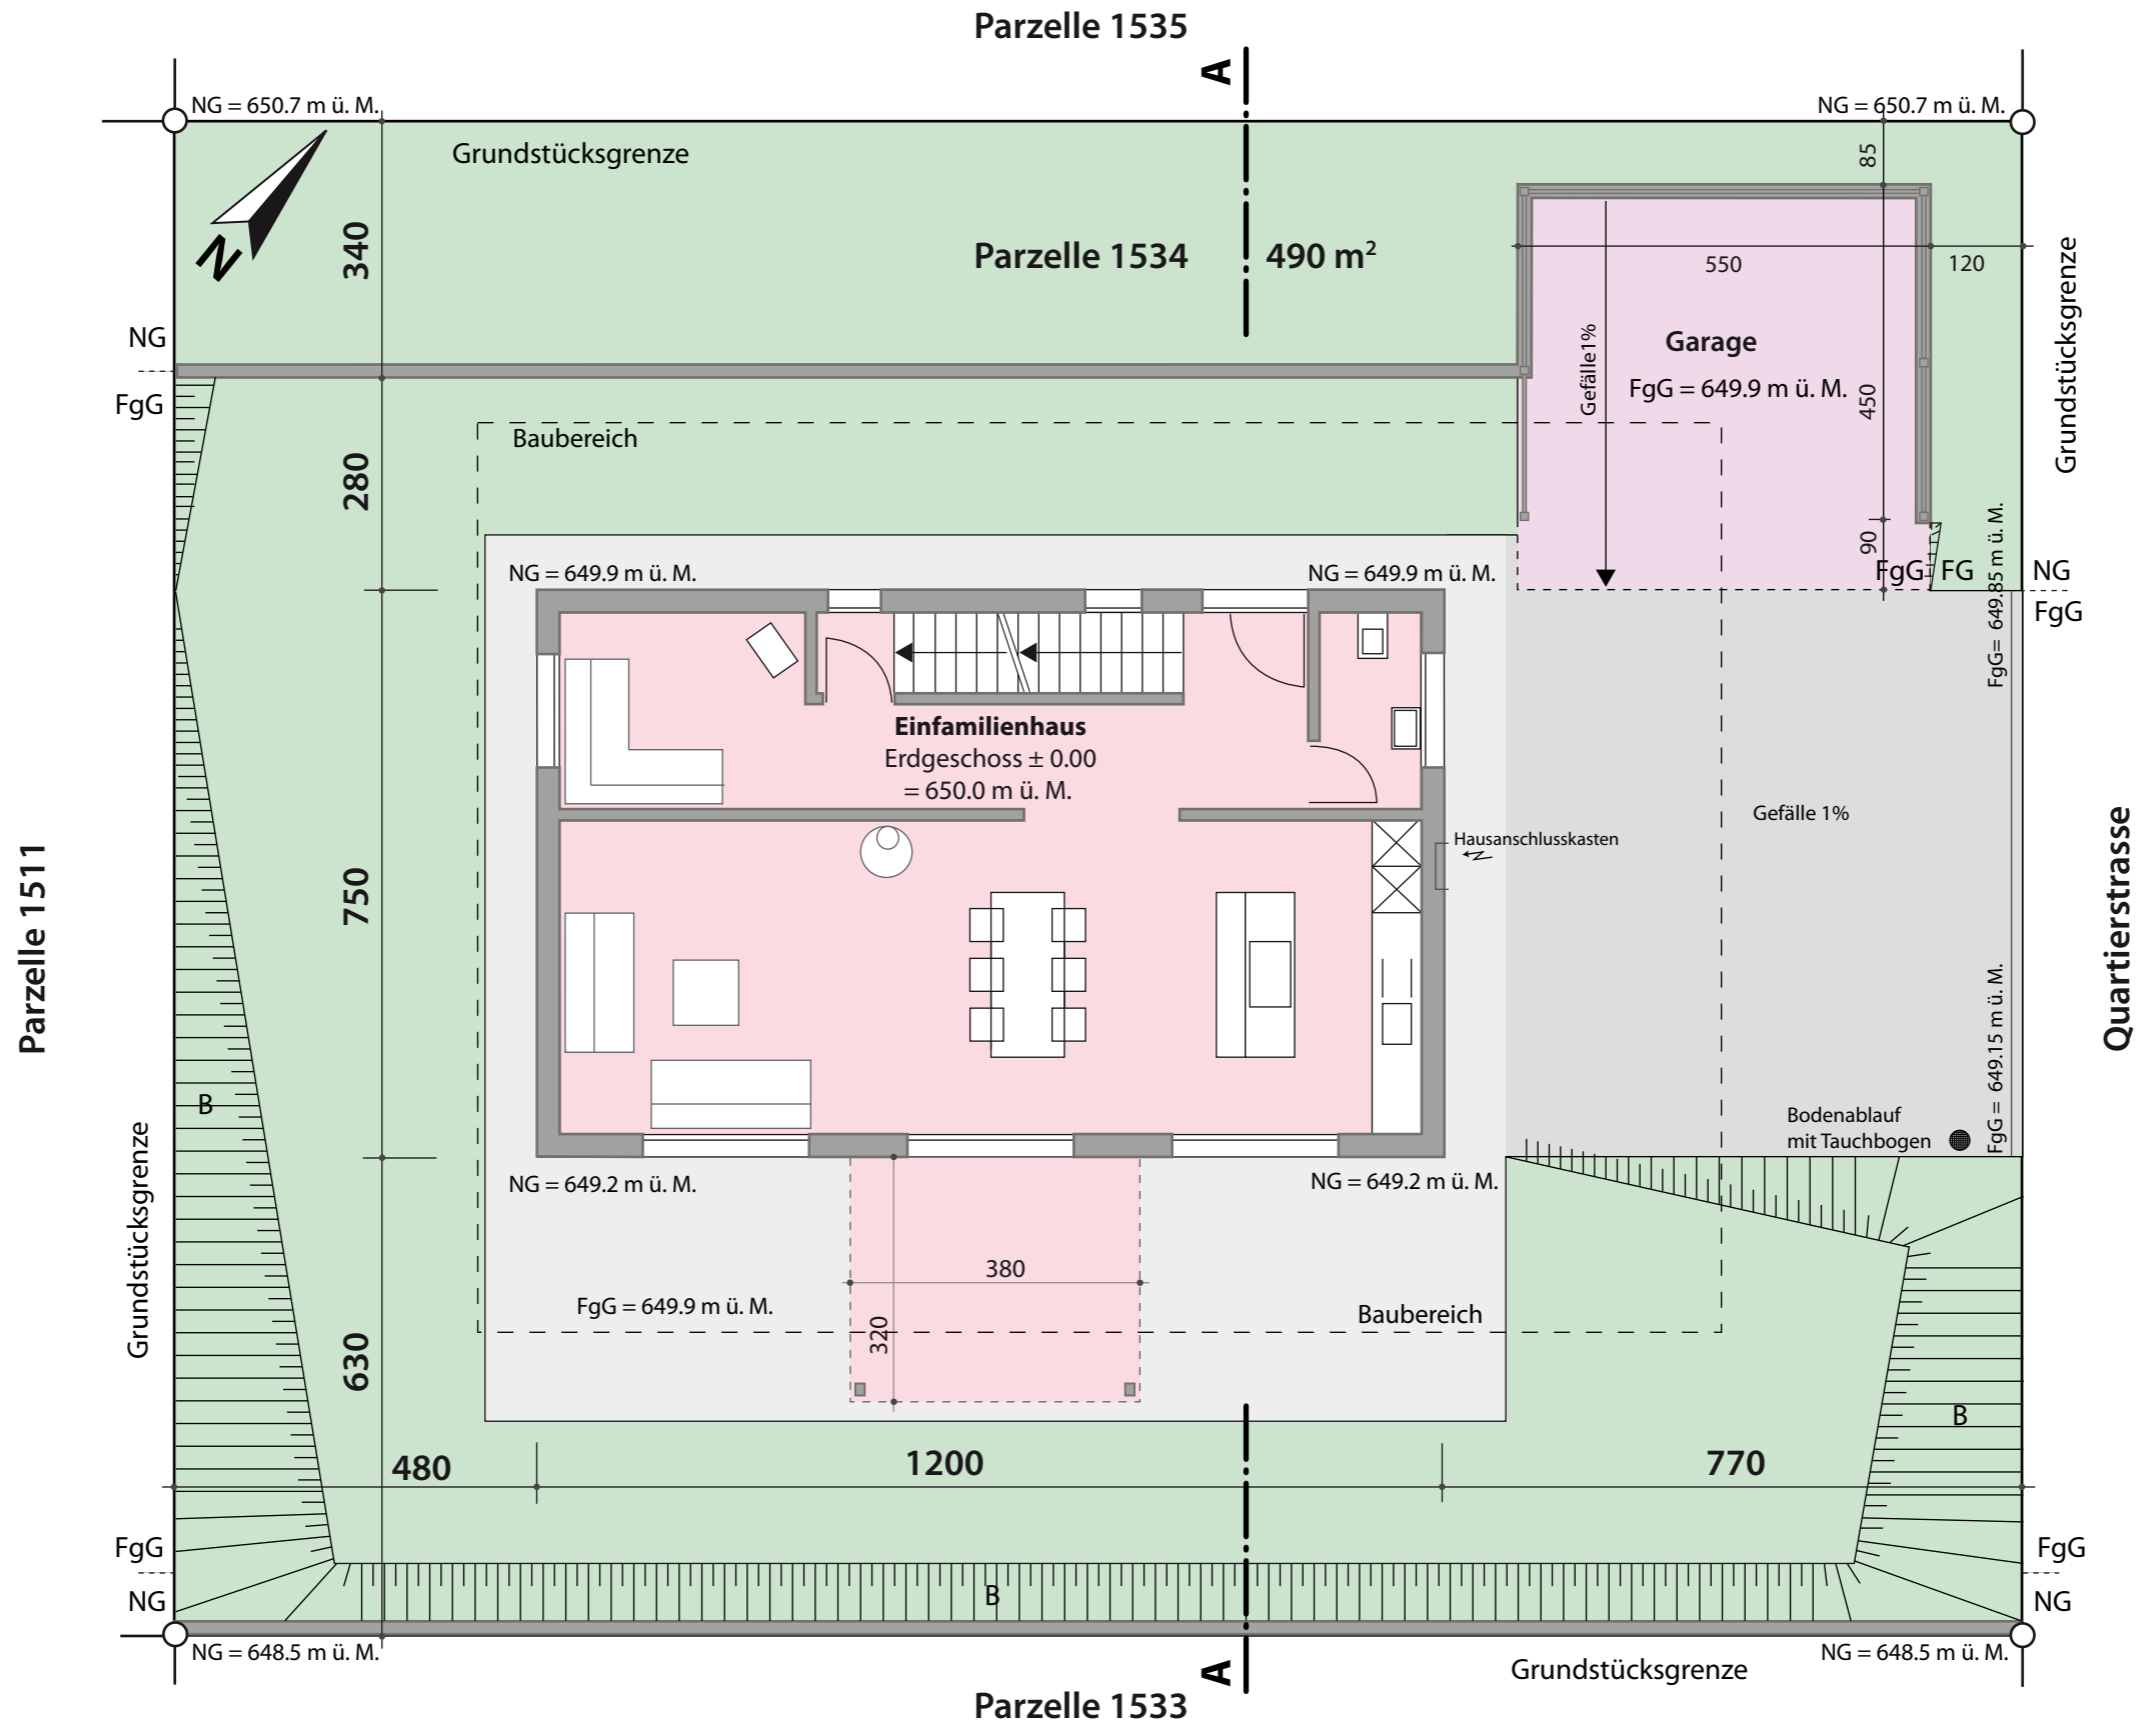 Parzelle 1535
A
NG = 650.7 m ü. M.
NG = 650.7 m ü. M.
Grundstücksgrenze
85
N
340
Parzelle 1534
490 m²
550
120
Grundstücksgrenze
NG
FgG
Garage
FgG = 649.9 m ü. M.
Gefälle1%
450
Baubereich
280
90
FgG
FG
NG
FgG
FgG= 649.85 m ü. M.
NG = 649.9 m ü. M.
NG = 649.9 m ü. M.
Einfamilienhaus
Erdgeschoss ± 0.00
= 650.0 m ü. M.
Gefälle 1%
Hausanschlusskasten
Parzelle 1511
750
Quartierstrasse
B
FgG = 649.15 m ü. M.
Bodenablauf
mit Tauchbogen
Grundstücksgrenze
NG = 649.2 m ü. M.
NG = 649.2 m ü. M.
380
320
FgG = 649.9 m ü. M.
Baubereich
630
B
480
1200
770
FgG
NG
FgG
NG
B
NG = 648.5 m ü. M.
NG = 648.5 m ü. M.
A
Grundstücksgrenze
Parzelle 1533